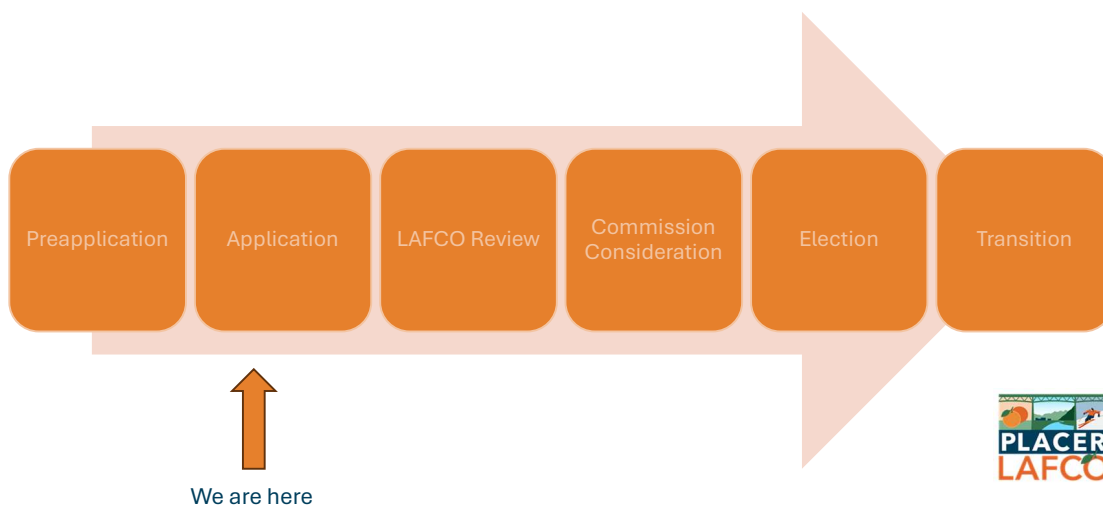 Preapplication
Application
LAFCO Review
Commission
Consideration
Election
Transition
We are here
PLACER
LAFCO